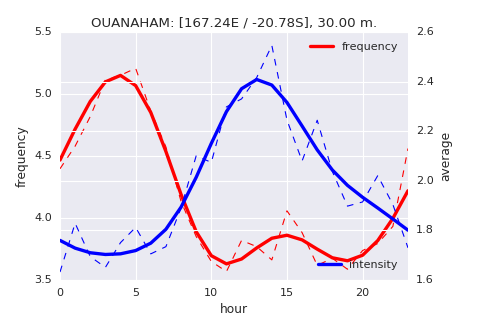 OUANAHAM: [167.24E / -20.78S], 30.00 m.
5.5
5.0
4.5
4.0
3.5
frequency
2.6
2.4
2.2
2.0
1.8
1.6
average
frequency
intensity
0 5 10 15 20
hour